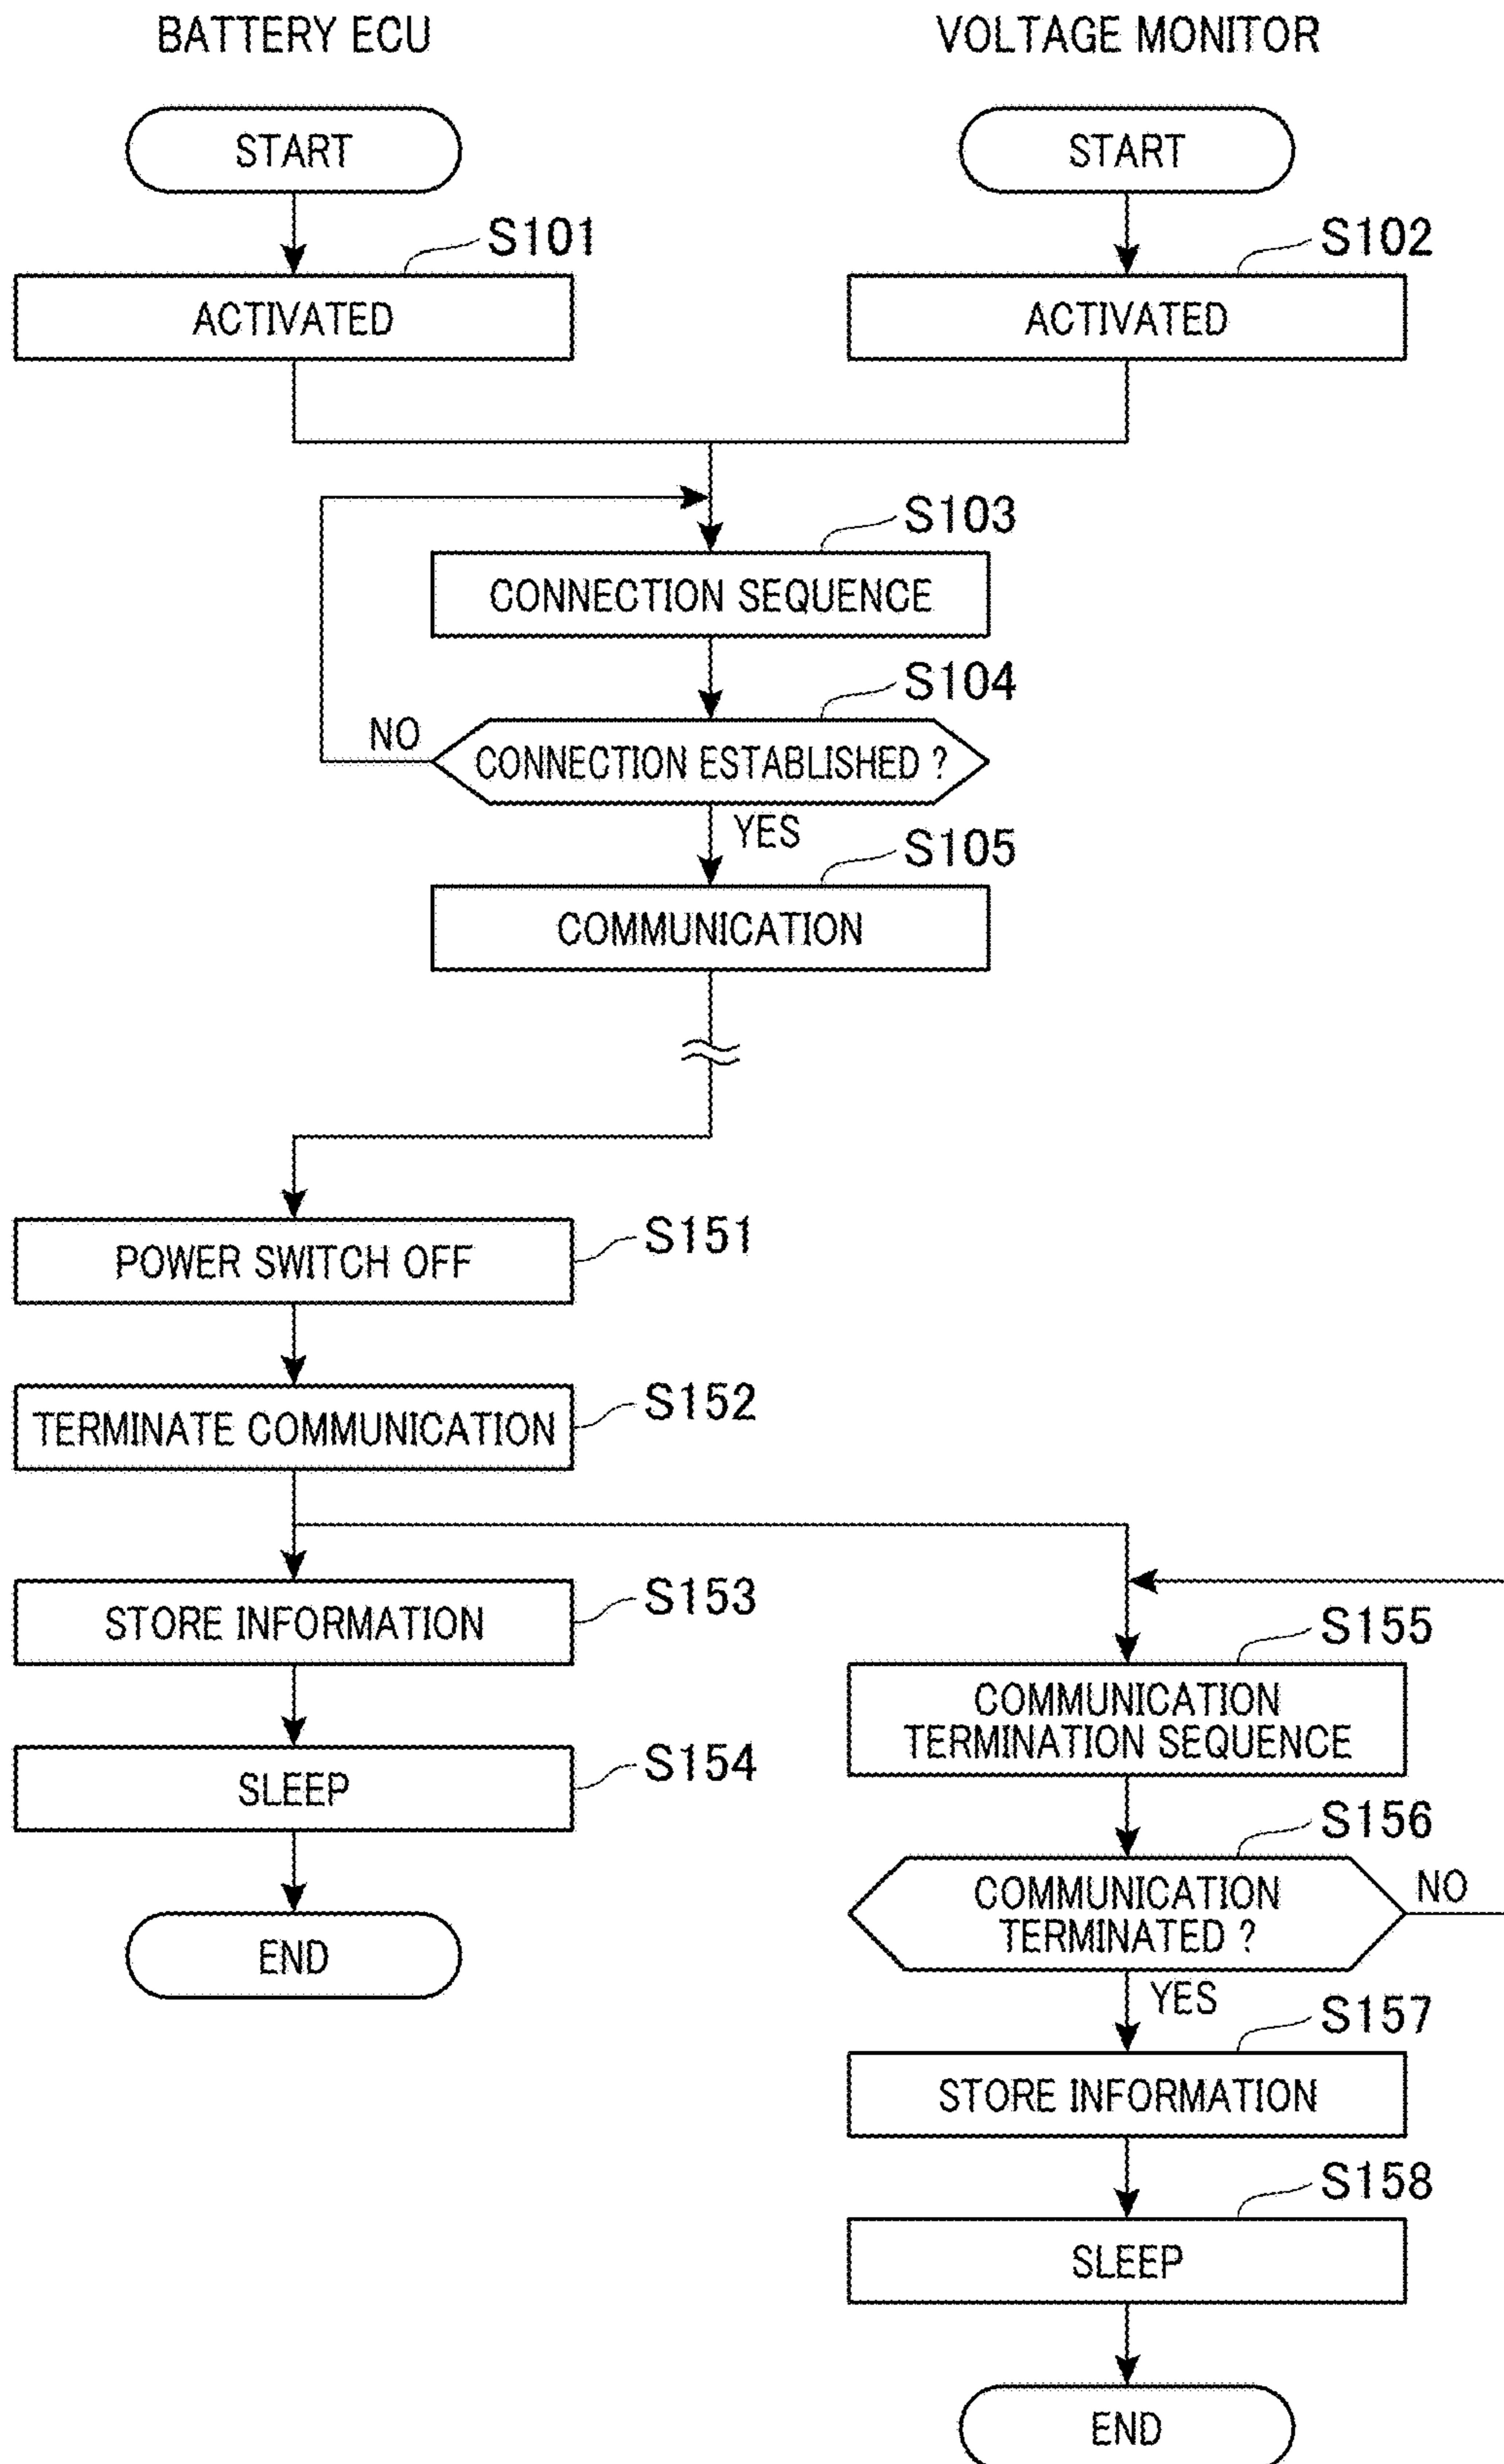 BATTERY ECU
VOLTAGE MONITOR
START
START
S101
S102
ACTIVATED
ACTIVATED
S103
CONNECTION SEQUENCE
S104
NO
CONNECTION ESTABLISHED ?
YES
S105
COMMUNICATION
S151
POWER SWITCH OFF
S152
TERMINATE COMMUNICATION
S153
STORE INFORMATION
S154
SLEEP
END
S155
COMMUNICATION
TERMINATION SEQUENCE
S156
COMMUNICATION
TERMINATED ?
NO
YES
S157
STORE INFORMATION
S158
SLEEP
END